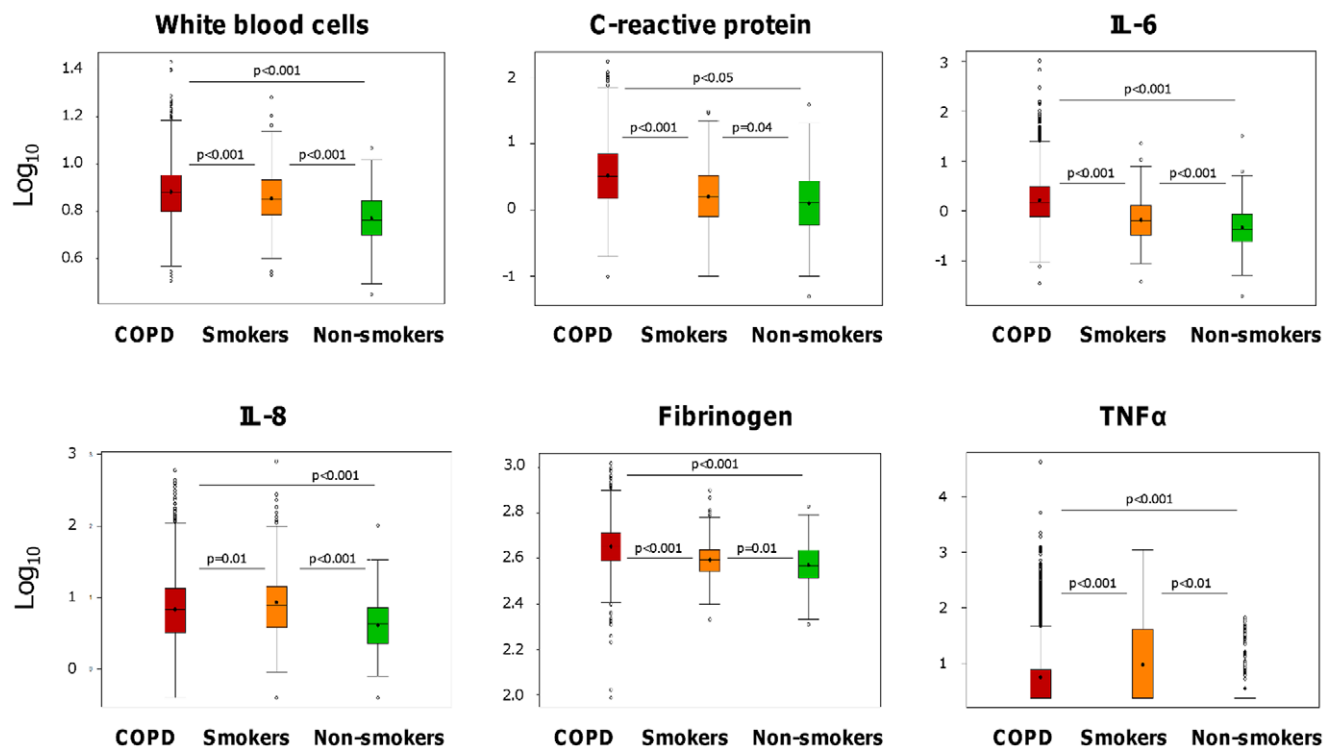 White blood cells
C-reactive protein
IL-6
Log10
1.4
1.2
1.0
0.8
0.6
p<0.001
p<0.001
p<0.001
2
1
0
-1
p<0.05
p<0.001
p=0.04
3
2
1
0
-1
p<0.001
p<0.001
p<0.001
COPD Smokers Non-smokers
COPD Smokers Non-smokers
COPD Smokers Non-smokers
IL-8
Fibrinogen
TNFα
Log10
3
2
1
0
3
2
1
0
p<0.001
p=0.01
p<0.001
3.0
2.8
2.6
2.4
2.2
2.0
p<0.001
p<0.001
p=0.01
4
3
2
1
p<0.001
p<0.001
p<0.01
COPD Smokers Non-smokers
COPD Smokers Non-smokers
COPD Smokers Non-smokers